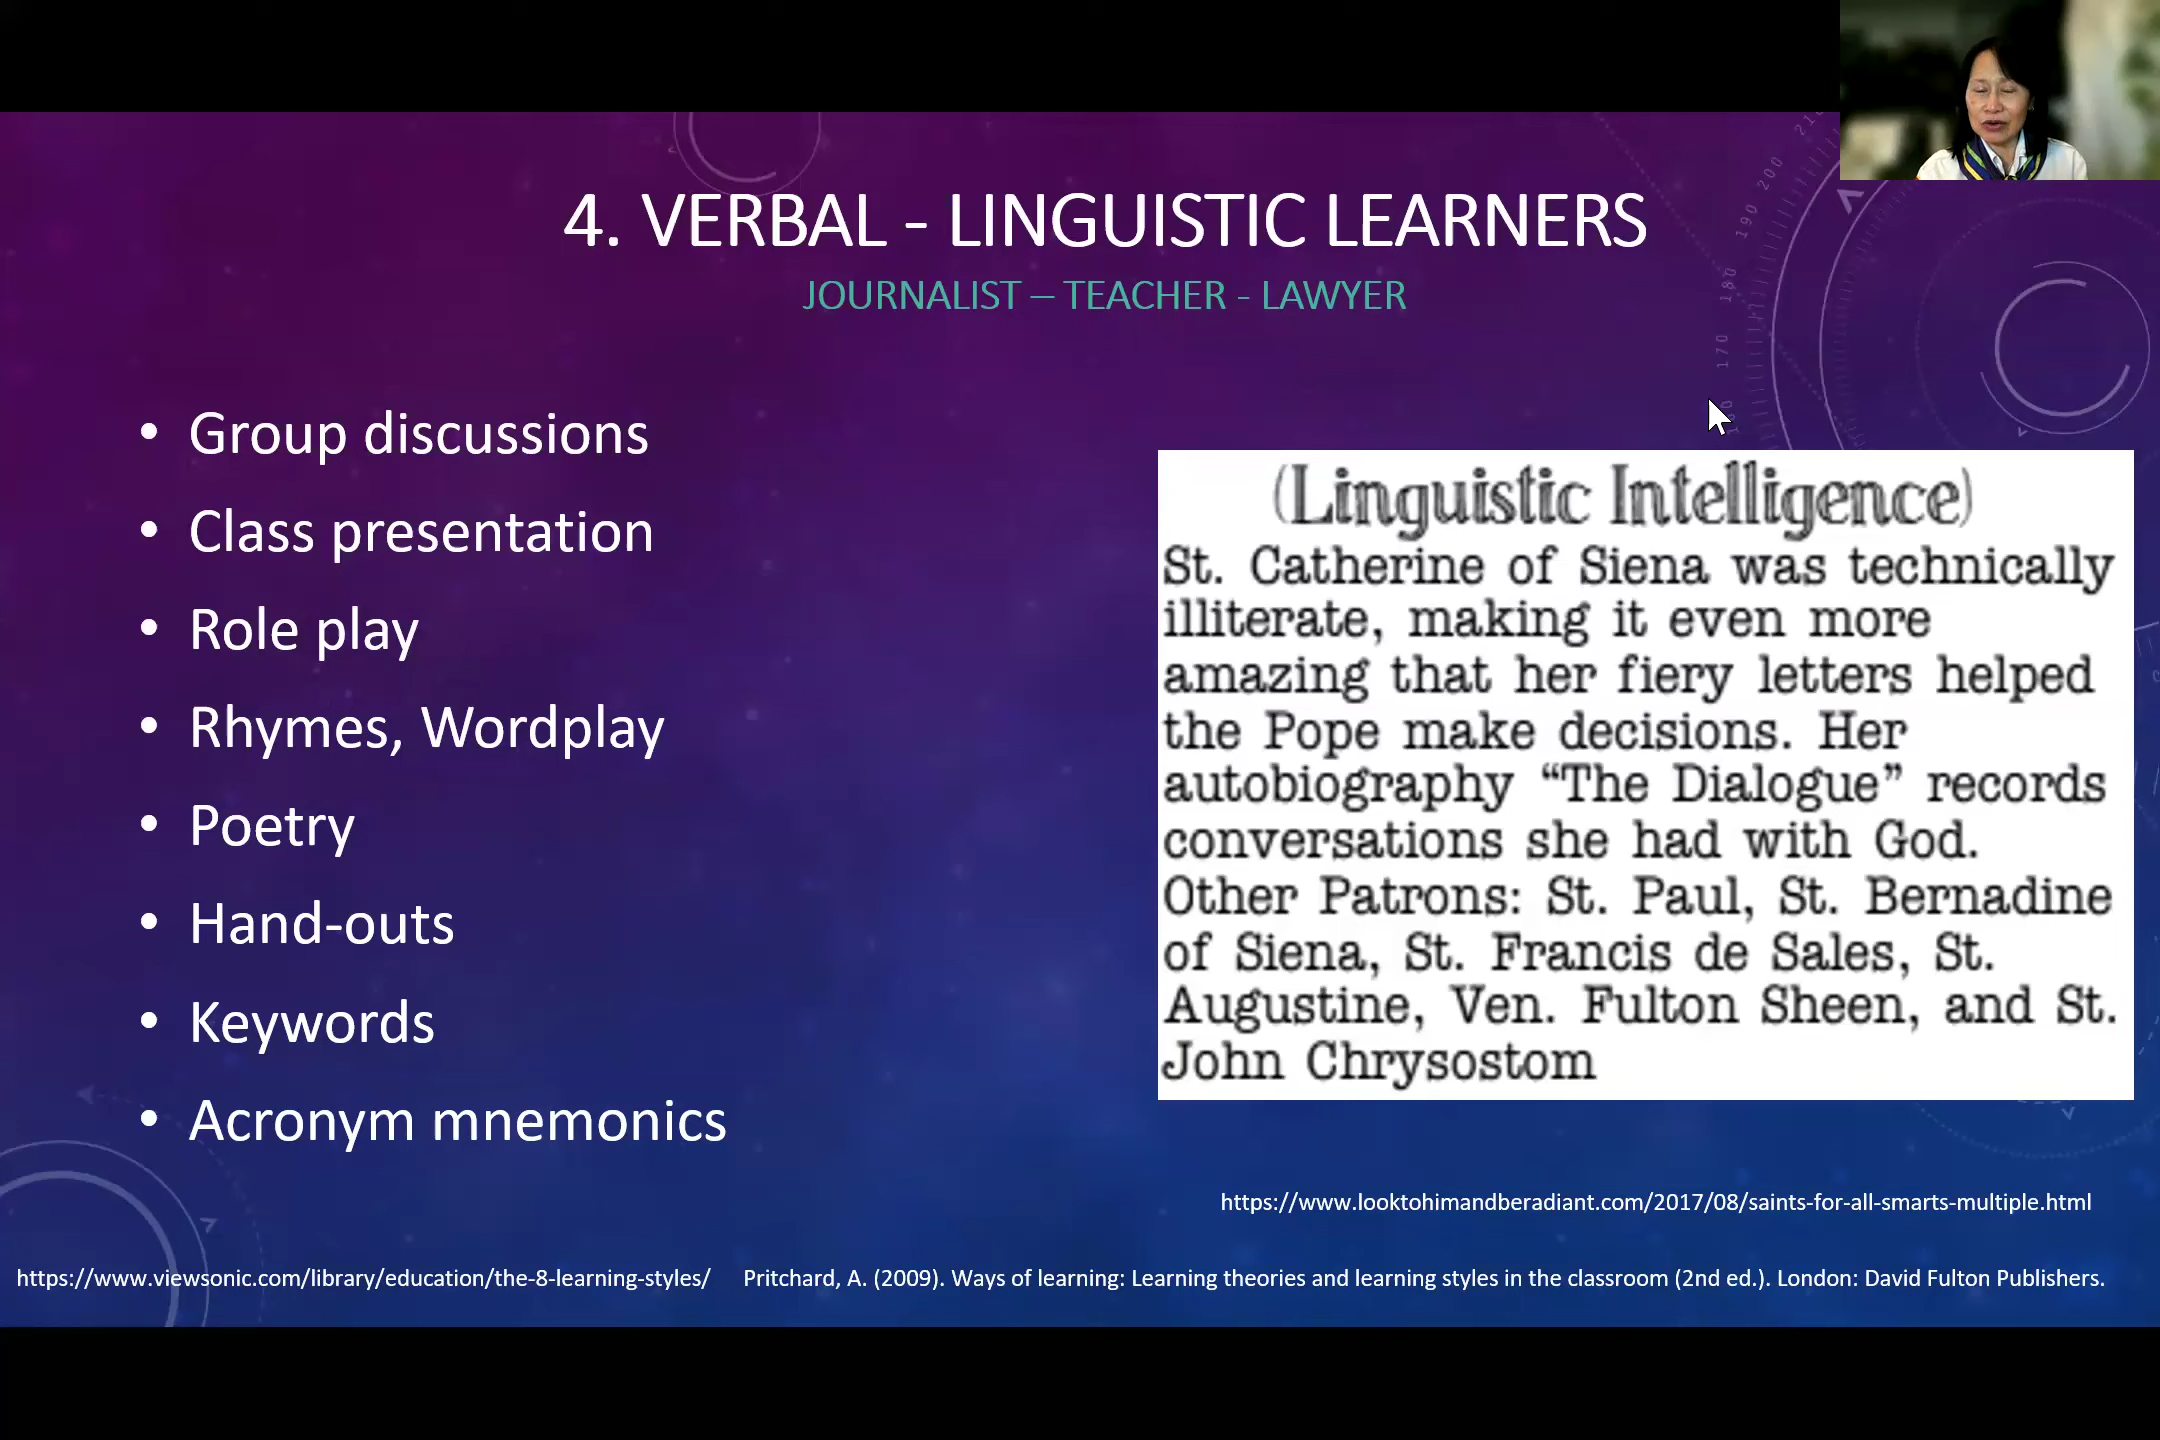 4. VERBAL - LINGUISTIC LEARNERS
JOURNALIST – TEACHER - LAWYER
• Group discussions
• Class presentation
• Role play
• Rhymes, Wordplay
• Poetry
• Hand-outs
• Keywords
• Acronym mnemonics
(Linguistic Intelligence)
St. Catherine of Siena was technically
illiterate, making it even more
amazing that her fiery letters helped
the Pope make decisions. Her
autobiography “The Dialogue” records
conversations she had with God.
Other Patrons: St. Paul, St. Bernadine
of Siena, St. Francis de Sales, St.
Augustine, Ven. Fulton Sheen, and St.
John Chrysostom
https://www.looktohimandberadiant.com/2017/08/saints-for-all-smarts-multiple.html
https://www.viewsonic.com/library/education/the-8-learning-styles/
Pritchard, A. (2009). Ways of learning: Learning theories and learning styles in the classroom (2nd ed.). London: David Fulton Publishers.
200
190
180
170